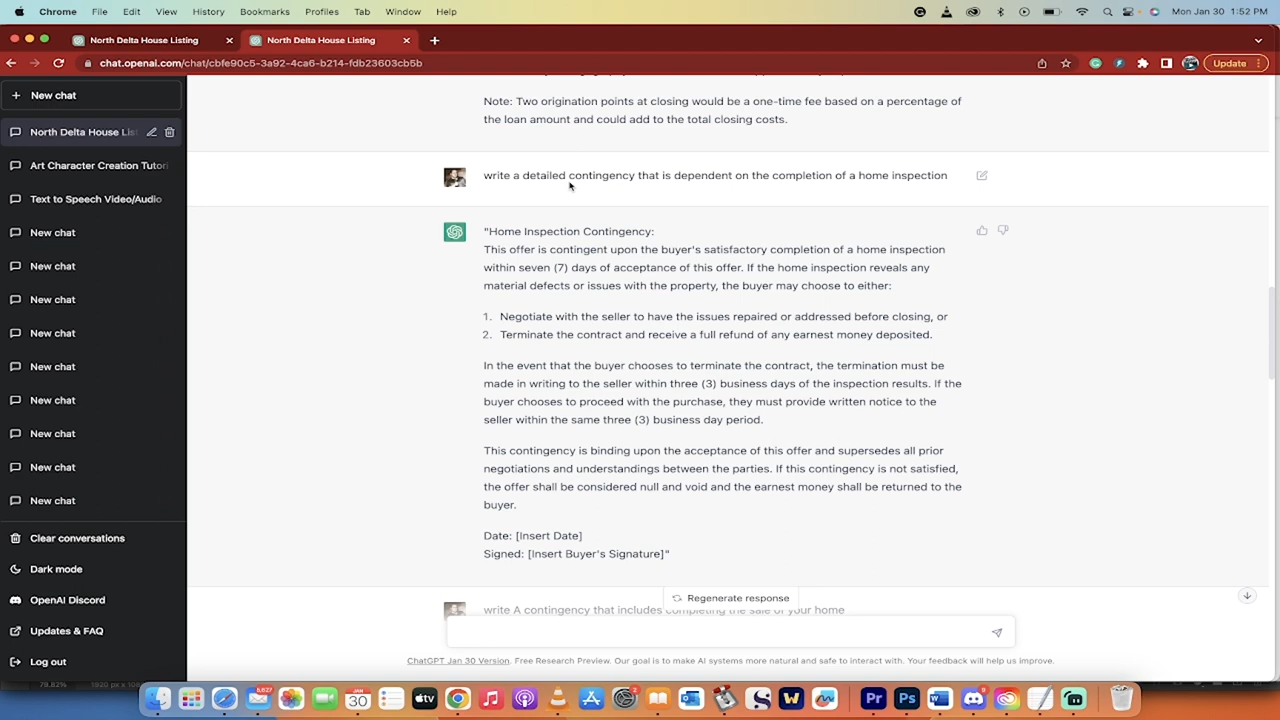 Chrome File Edit View History Bookmarks Profiles Tab Window Help Mon Jan 30 1:52 PM
North Delta House Listing
North Delta House Listing
chat.openai.com/chat/cbfe90c5-3a92-4ca6-b214-fdb23603cb5b
Update
New chat
North Delta House List
Art Character Creation Tutori
Text to Speech Video/Audio
New chat
New chat
New chat
New chat
New chat
New chat
New chat
New chat
New chat
Clear conversations
Dark mode
OpenAI Discord
Updates & FAQ
Log out
Note: Two origination points at closing would be a one-time fee based on a percentage of
the loan amount and could add to the total closing costs.
write a detailed contingency that is dependent on the completion of a home inspection
"Home Inspection Contingency:
This offer is contingent upon the buyer's satisfactory completion of a home inspection
within seven (7) days of acceptance of this offer. If the home inspection reveals any
material defects or issues with the property, the buyer may choose to either:
1. Negotiate with the seller to have the issues repaired or addressed before closing, or
2. Terminate the contract and receive a full refund of any earnest money deposited.
In the event that the buyer chooses to terminate the contract, the termination must be
made in writing to the seller within three (3) business days of the inspection results. If the
buyer chooses to proceed with the purchase, they must provide written notice to the
seller within the same three (3) business day period.
This contingency is binding upon the acceptance of this offer and supersedes all prior
negotiations and understandings between the parties. If this contingency is not satisfied,
the offer shall be considered null and void and the earnest money shall be returned to the
buyer.
Date: [Insert Date]
Signed: [Insert Buyer's Signature]"
Regenerate response
write A contingency that includes completing the sale of your home
ChatGPT Jan 30 Version. Free Research Preview. Our goal is to make AI systems more natural and safe to interact with. Your feedback will help us improve.
79.82%
JAN
30
6,627
2
9